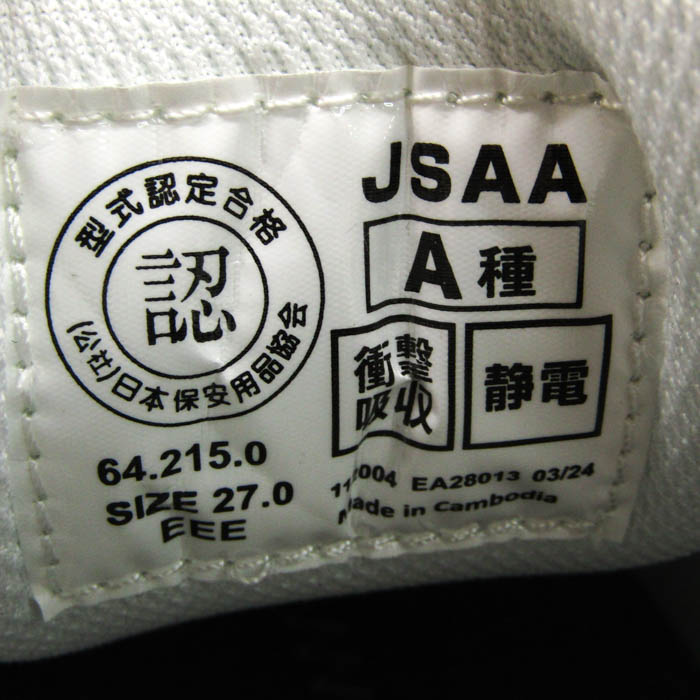 型式認定合格
認
(公社)日本保安用品協会
64.215.0
SIZE 27.0
EEE
JSAA
A種
衝撃
吸収
静電
EA28013 03/24
Made in Cambodia